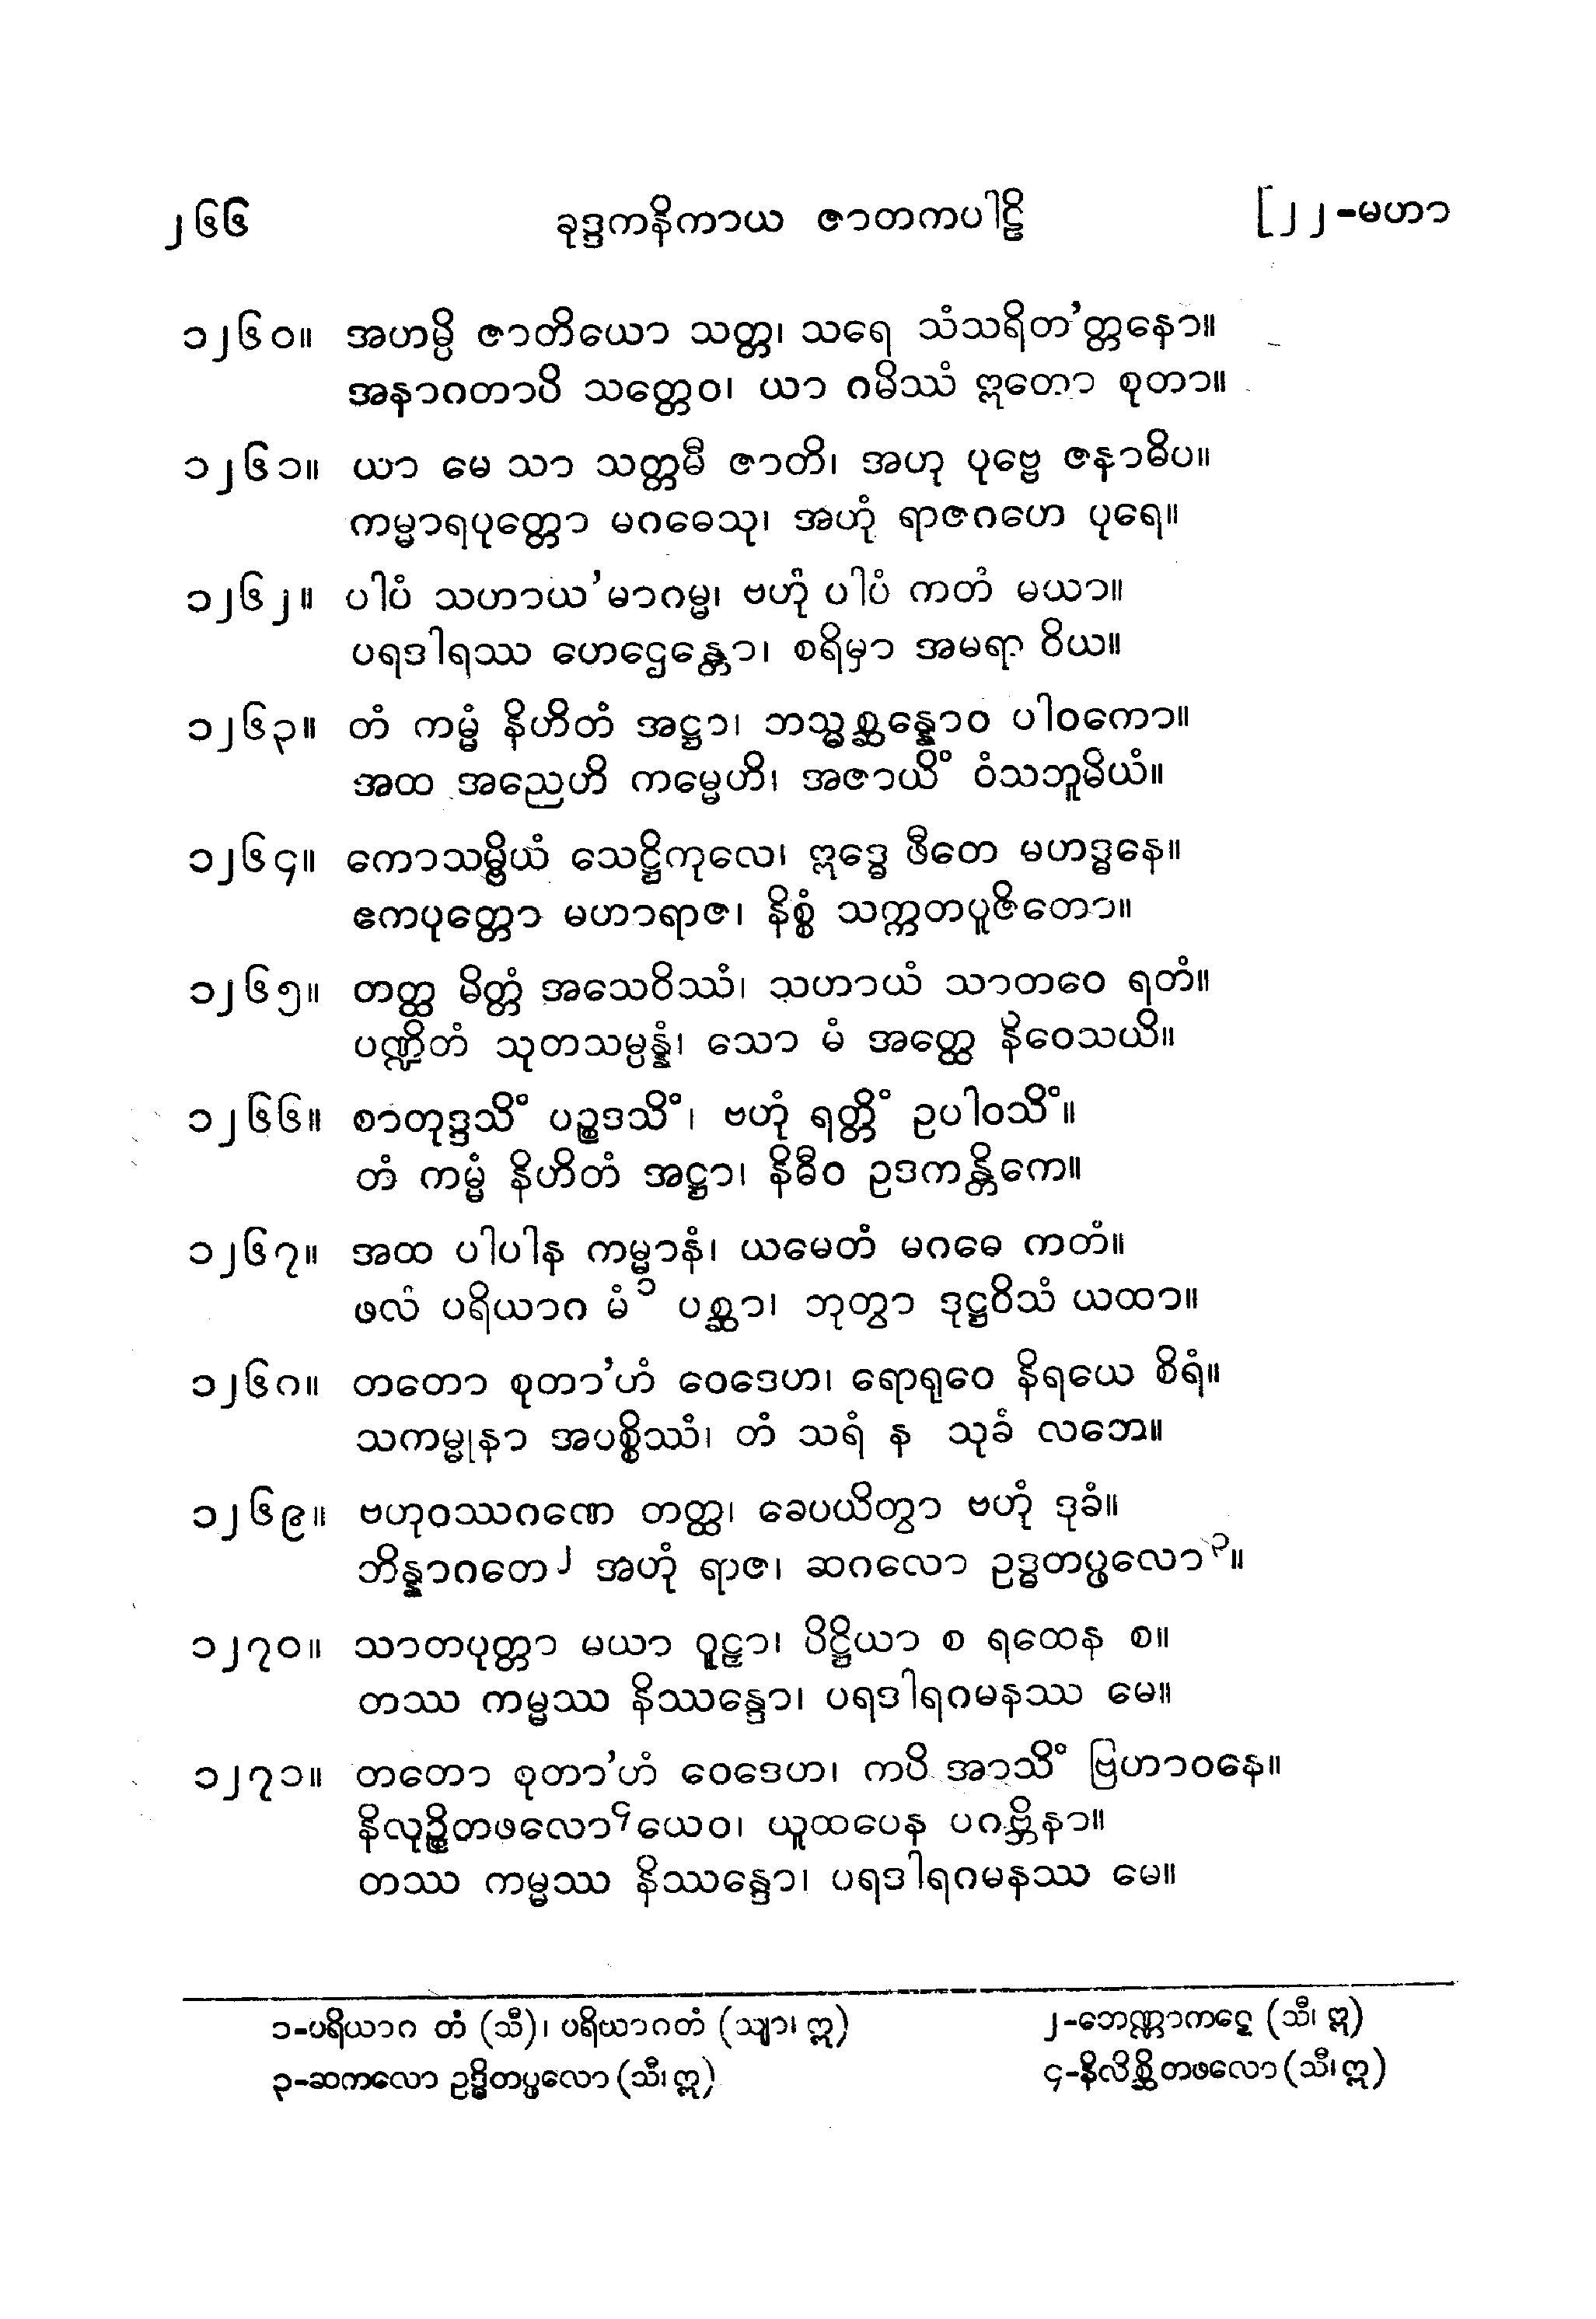 ၂၆၆ ခုဒ္ဒကနိကာယ ဇာတကပါဠိ [၂၂-မဟာ
၁၂၆၀။ အဟမ္ပိ ဇာတိယော သတ္တ၊ သရေ သံသရိတ’တ္တနော။
အနာဂတာပိ သတ္တေဝ၊ ယာ ဂမိဿံ ဣတော စုတာ။
၁၂၆၁။ ယာ မေ သာ သတ္တမီ ဇာတိ၊ အဟု ပုဗ္ဗေ ဇနာဓိပ။
ကမ္မာရပုတ္တော မဂဓေသု၊ အဟုံ ရာဇဂဟေ ပုရေ။
၁၂၆၂။ ပါပံ သဟာယ’မာဂမ္မ၊ ဗဟုံ ပါပံ ကတံ မယာ။
ပရဒါရဿ ဟေဌေန္တော၊ စရိမှာ အမရာ ဝိယ။
၁၂၆၃။ တံ ကမ္မံ နိဟိတံ အဋ္ဌာ၊ ဘသ္မစ္ဆန္နောဝ ပါဝကော။
အထ အညေဟိ ကမ္မေဟိ၊ အဇာယိံ ဝံသဘူမိယံ။
၁၂၆၄။ ကောသမ္ဗိယံ သေဋ္ဌိကုလေ၊ ဣဒ္ဓေ ဖီတေ မဟဒ္ဓနေ။
ဧကပုတ္တော မဟာရာဇ၊ နိစ္စံ သက္ကတပူဇိတော။
၁၂၆၅။ တတ္ထ မိတ္တံ အသေဝိဿံ၊ သဟာယံ သာတဝေ ရတံ။
ပဏ္ဍိတံ သုတသမ္ပန္နံ၊ သော မံ အတ္ထေ နိဝေသယိ။
၁၂၆၆။ စာတုဒ္ဒသိံ ပဉ္စဒသိံ၊ ဗဟုံ ရတ္တိံ ဥပါဝသိံ။
တံ ကမ္မံ နိဟိတံ အဋ္ဌာ၊ နိဓီဝ ဥဒကန္တိကေ။
၁၂၆၇။ အထ ပါပါန ကမ္မာနံ၊ ယမေတံ မဂဓေ ကတံ။
ဖလံ ပရိယာဂ မံ၁ ပစ္ဆာ၊ ဘုတွာ ဒုဋ္ဌဝိသံ ယထာ။
၁၂၆၈။ တတော စုတာ’ဟံ ဝေဒေဟ၊ ရောရုဝေ နိရယေ စိရံ။
သကမ္မုနာ အပစ္စိဿံ၊ တံ သရံ န သုခံ လဘေ။
၁၂၆၉။ ဗဟုဝဿဂဏေ တတ္ထ၊ ခေပယိတွာ ဗဟုံ ဒုခံ။
ဘိန္နာဂတေ၂ အဟုံ ရာဇ၊ ဆဂလော ဥဒ္ဓတပ္ဖလော၃။
၁၂၇၀။ သာတပုတ္တာ မယာ ဝူဠှာ၊ ပိဋ္ဌိယာ စ ရထေန စ။
တဿ ကမ္မဿ နိဿန္ဒော၊ ပရဒါရဂမနဿ မေ။
၁၂၇၁။ တတော စုတာ’ဟံ ဝေဒေဟ၊ ကပိ အာသိံ ဗြဟာဝနေ။
နိလုဉ္စိတဖလော၄ယေဝ၊ ယူထပေန ပဂဗ္ဘိနာ။
တဿ ကမ္မဿ နိဿန္ဒော၊ ပရဒါရဂမနဿ မေ။
၁-ပရိယာဂ တံ (သီ)၊ ပရိယာဂတံ (သျာ၊ ဣ) ၂-ဘေဏ္ဏာကဋေ (သီ၊ ဣ)
၃-ဆကလော ဥဒ္ဓိတပ္ဖလော (သီ၊ ဣ) ၄-နိလိစ္ဆိတဖလော (သီ၊ ဣ)